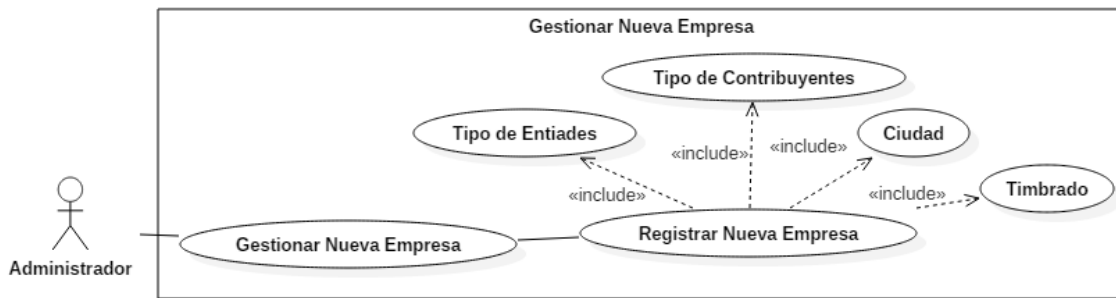 Gestionar Nueva Empresa
Tipo de Contribuyentes
Tipo de Entiades
Ciudad
«include»
«include»
«include»
«include»
Timbrado
Gestionar Nueva Empresa
Registrar Nueva Empresa
Administrador